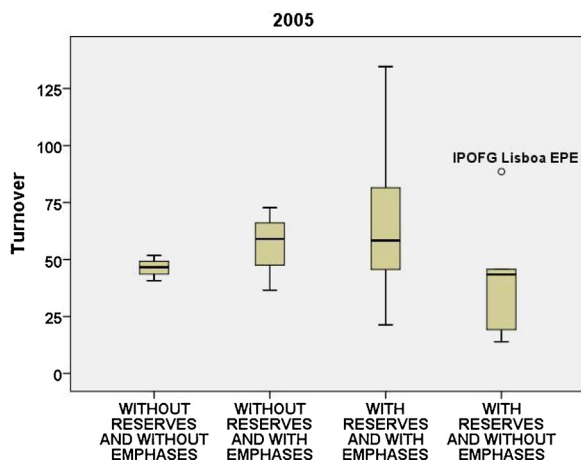 2005
125
100
75
50
25
0
Turnover
IPOFG Lisboa EPE
WITHOUT
RESERVES
AND WITHOUT
EMPHASES
WITHOUT
RESERVES
AND WITH
EMPHASES
WITH
RESERVES
AND WITH
EMPHASES
WITH
RESERVES
AND WITHOUT
EMPHASES